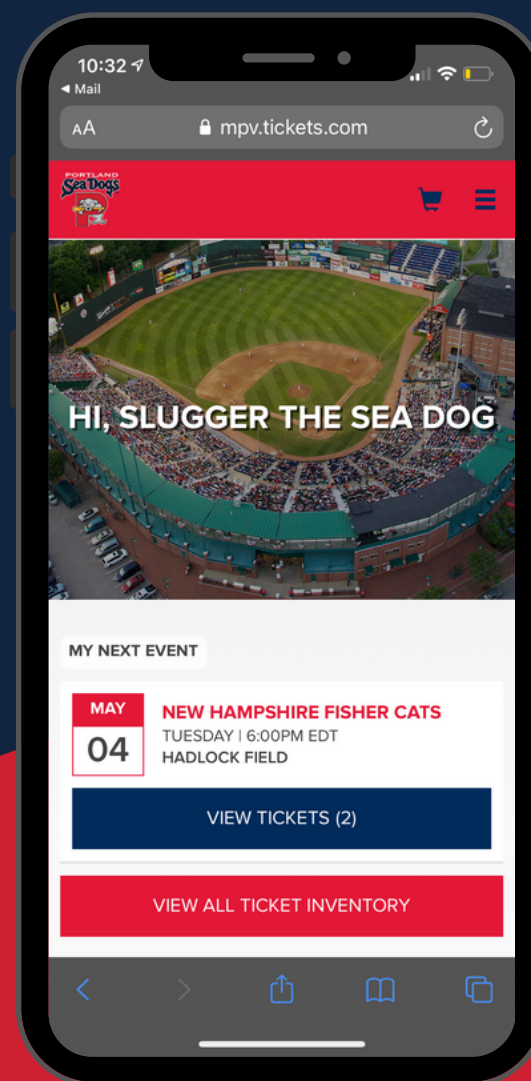 10:32
Mail
AA mpv.tickets.com
PORTLAND
Sea Dogs
HI, SLUGGER THE SEA DOG
MY NEXT EVENT
MAY
04
NEW HAMPSHIRE FISHER CATS
TUESDAY | 6:00PM EDT
HADLOCK FIELD
VIEW TICKETS (2)
VIEW ALL TICKET INVENTORY